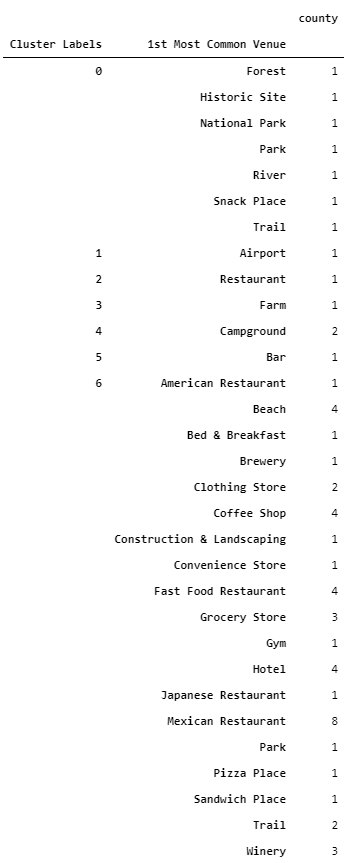 county
Cluster Labels 1st Most Common Venue
0 Forest 1
Historic Site 1
National Park 1
Park 1
River 1
Snack Place 1
Trail 1
1 Airport 1
2 Restaurant 1
3 Farm 1
4 Campground 2
5 Bar 1
6 American Restaurant 1
Beach 4
Bed & Breakfast 1
Brewery 1
Clothing Store 2
Coffee Shop 4
Construction & Landscaping 1
Convenience Store 1
Fast Food Restaurant 4
Grocery Store 3
Gym 1
Hotel 4
Japanese Restaurant 1
Mexican Restaurant 8
Park 1
Pizza Place 1
Sandwich Place 1
Trail 2
Winery 3